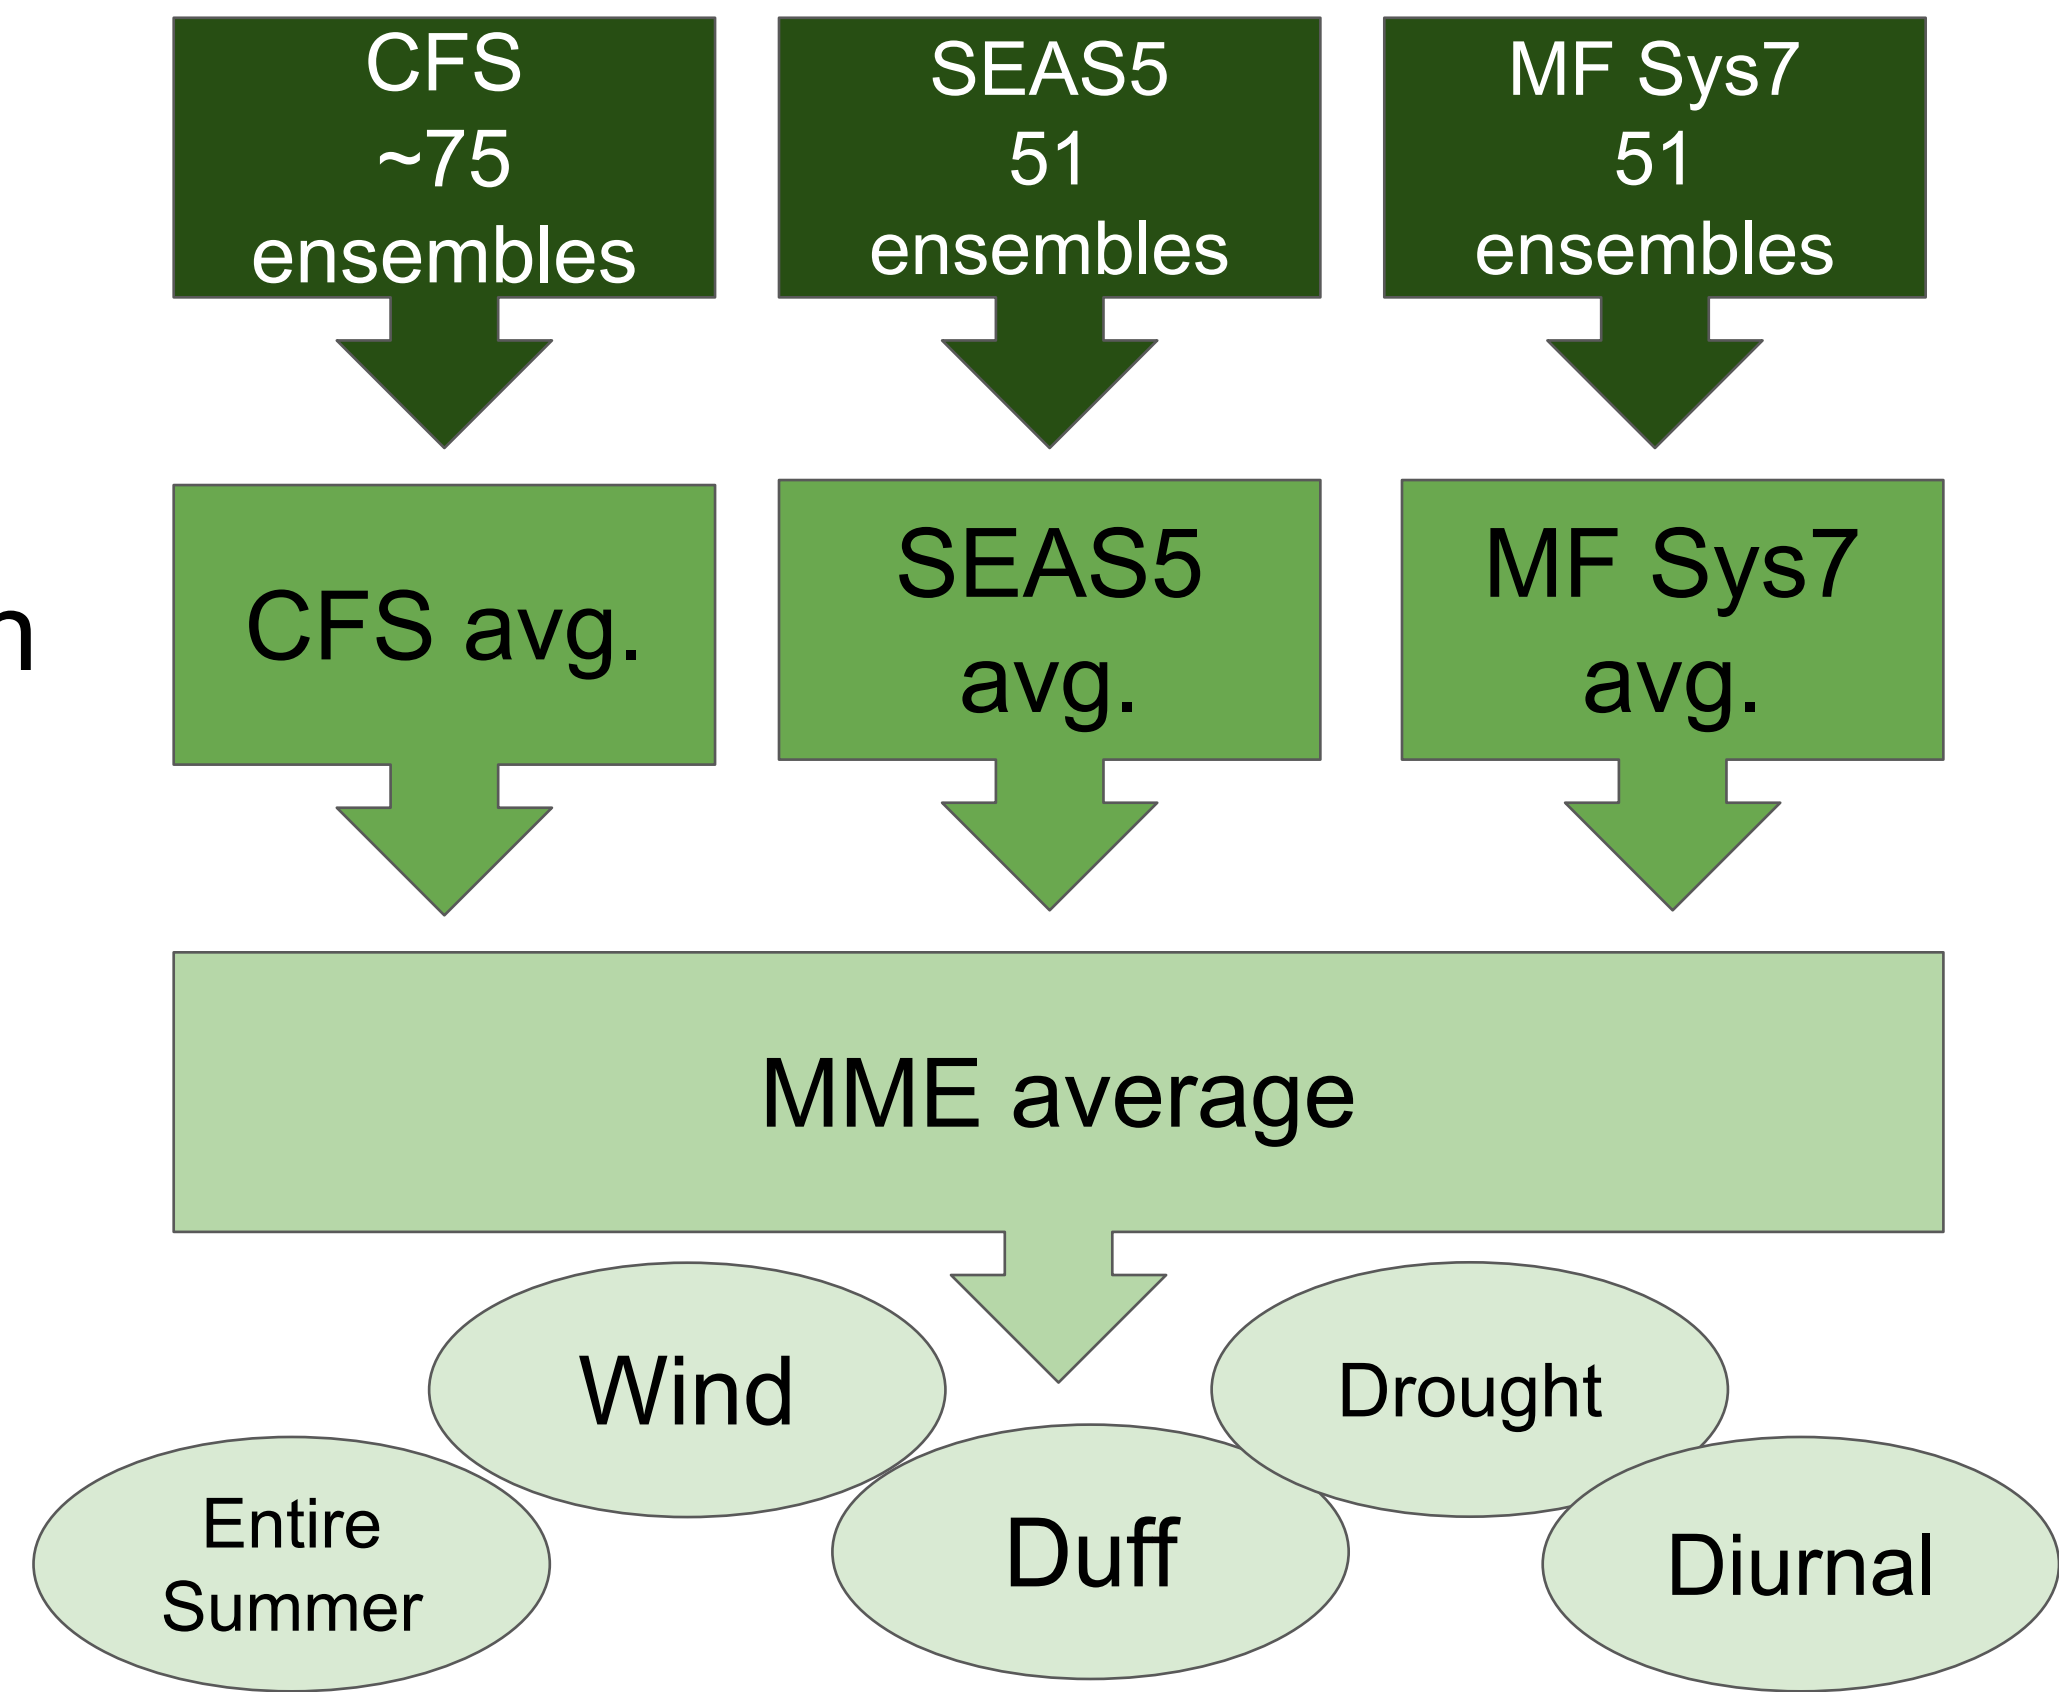 CFS
~75
ensembles
SEAS5
51
ensembles
MF Sys7
51
ensembles
CFS avg.
SEAS5
avg.
MF Sys7
avg.
MME average
Wind
Drought
Entire
Summer
Duff
Diurnal